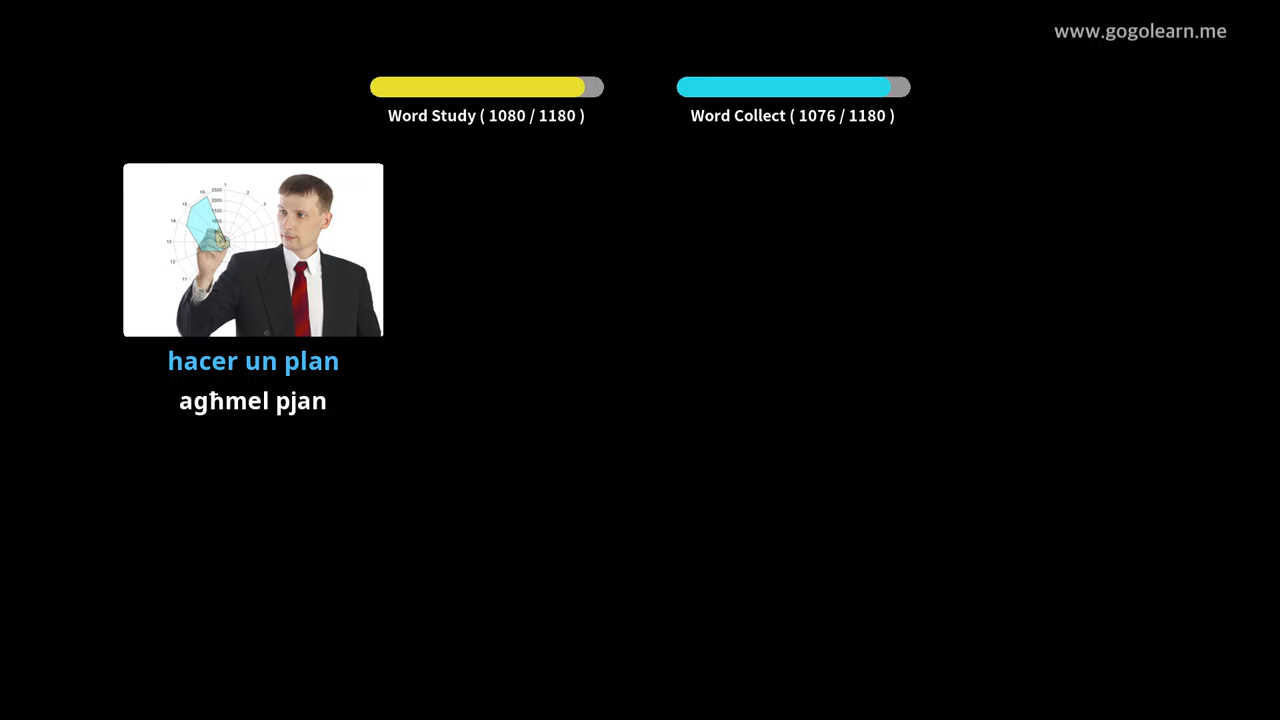 www.gogolearn.me
Word Study ( 1080 / 1180 )
Word Collect ( 1076 / 1180 )
hacer un plan
agħmel pjan